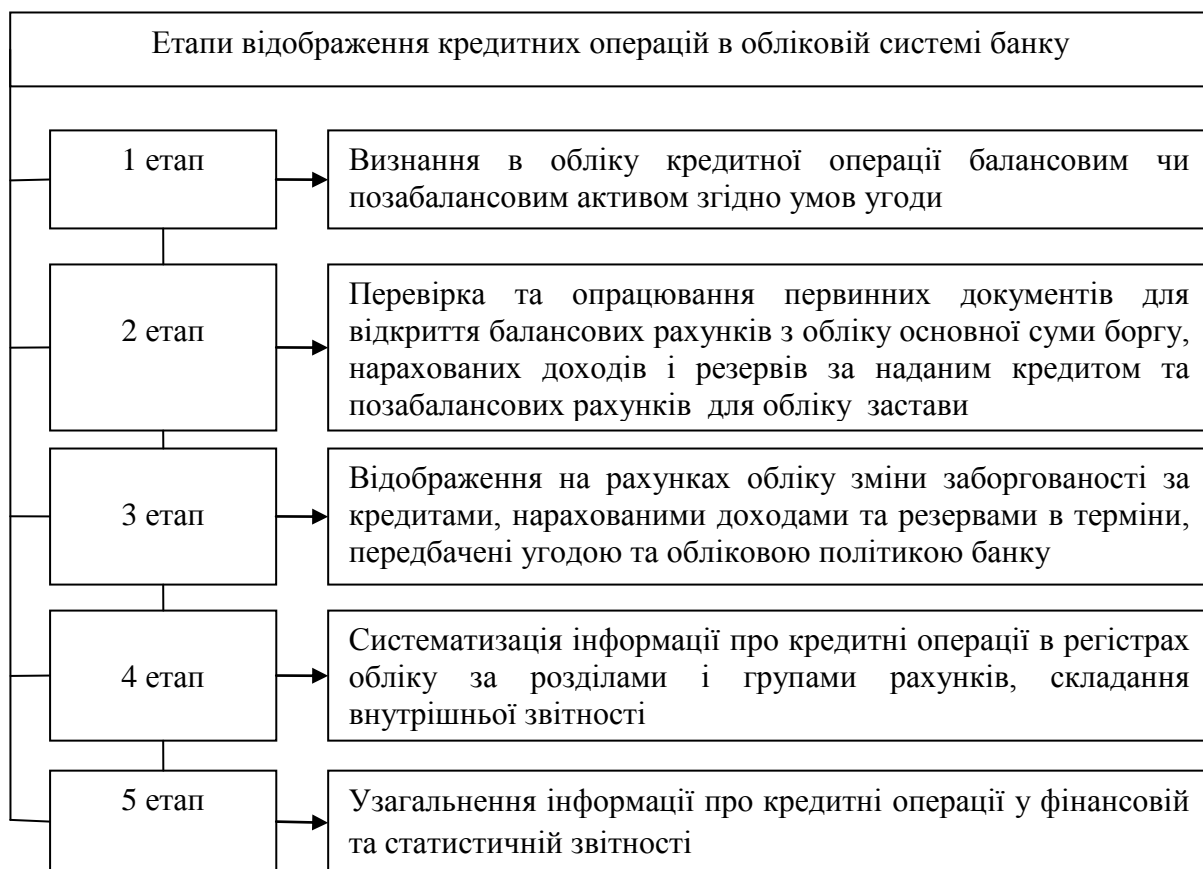 Етапи відображення кредитних операцій в обліковій системі банку
1 етап
Визнання в обліку кредитної операції балансовим чи
позабалансовим активом згідно умов угоди
2 етап
Перевірка та опрацювання первинних документів для
відкриття балансових рахунків з обліку основної суми боргу,
нарахованих доходів і резервів за наданим кредитом та
позабалансових рахунків для обліку застави
3 етап
Відображення на рахунках обліку зміни заборгованості за
кредитами, нарахованими доходами та резервами в терміни,
передбачені угодою та обліковою політикою банку
4 етап
Систематизація інформації про кредитні операції в регістрах
обліку за розділами і групами рахунків, складання
внутрішньої звітності
5 етап
Узагальнення інформації про кредитні операції у фінансовій
та статистичній звітності